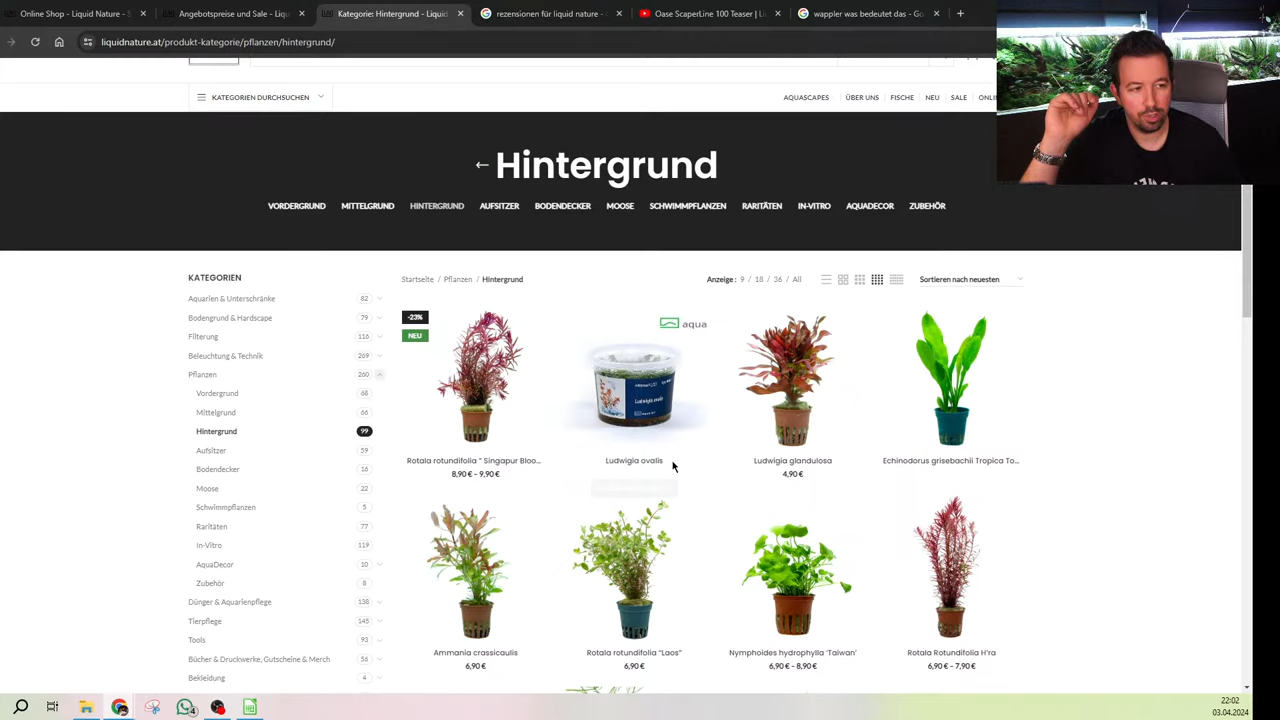 Online Shop - Liquid Natur
Angebotspreise und Sale - Liqu
Kategorie: Hintergrund - Liquid
rezensionen für liquid nature -
Oase ScaperLine 100 Teaser | L
wappler was bedeutet das - Go
liquidnature.at/produkt-kategorie/pflanzen/hintergrund/
KATEGORIEN DURCHSUCHEN
AQUASCAPES
ÜBER UNS
FISCHE
NEU
SALE
ONLI
Hintergrund
VORDERGRUND MITTELGRUND HINTERGRUND AUFSITZER BODENDECKER MOOSE SCHWIMMPFLANZEN RARITÄTEN IN-VITRO AQUADECOR ZUBEHÖR
KATEGORIEN
Aquarien & Unterschränke 82
Bodengrund & Hardscape 79
Filterung 116
Beleuchtung & Technik 269
Pflanzen 260
Vordergrund 68
Mittelgrund 66
Hintergrund 99
Aufsitzer 59
Bodendecker 16
Moose 22
Schwimmpflanzen 5
Raritäten 77
In-Vitro 119
AquaDecor 10
Zubehör 8
Dünger & Aquarienpflege 138
Tierpflege 145
Tools 93
Bücher & Druckwerke, Gutscheine & Merch 56
Bekleidung 4
Startseite / Pflanzen / Hintergrund
Anzeige : 9 / 18 / 36 / All
Sortieren nach neuesten
-23%
NEU
aqua
Ludwigia ovalis
Rotala rotundifolia " Singapur Bloo...
8,90 € – 9,90 €
Ludwigia ovalis
Ludwigia glandulosa
4,90 €
Echinodorus grisebachii Tropica To...
Ammania crassicaulis
6,90 €
Rotala rotundifolia "Laos"
6,90 €
Nymphoides hydrophylla 'Taiwan'
6,90 € – 8,90 €
Rotala Rotundifolia H'ra
6,90 € – 7,90 €
4
22:02
03.04.2024